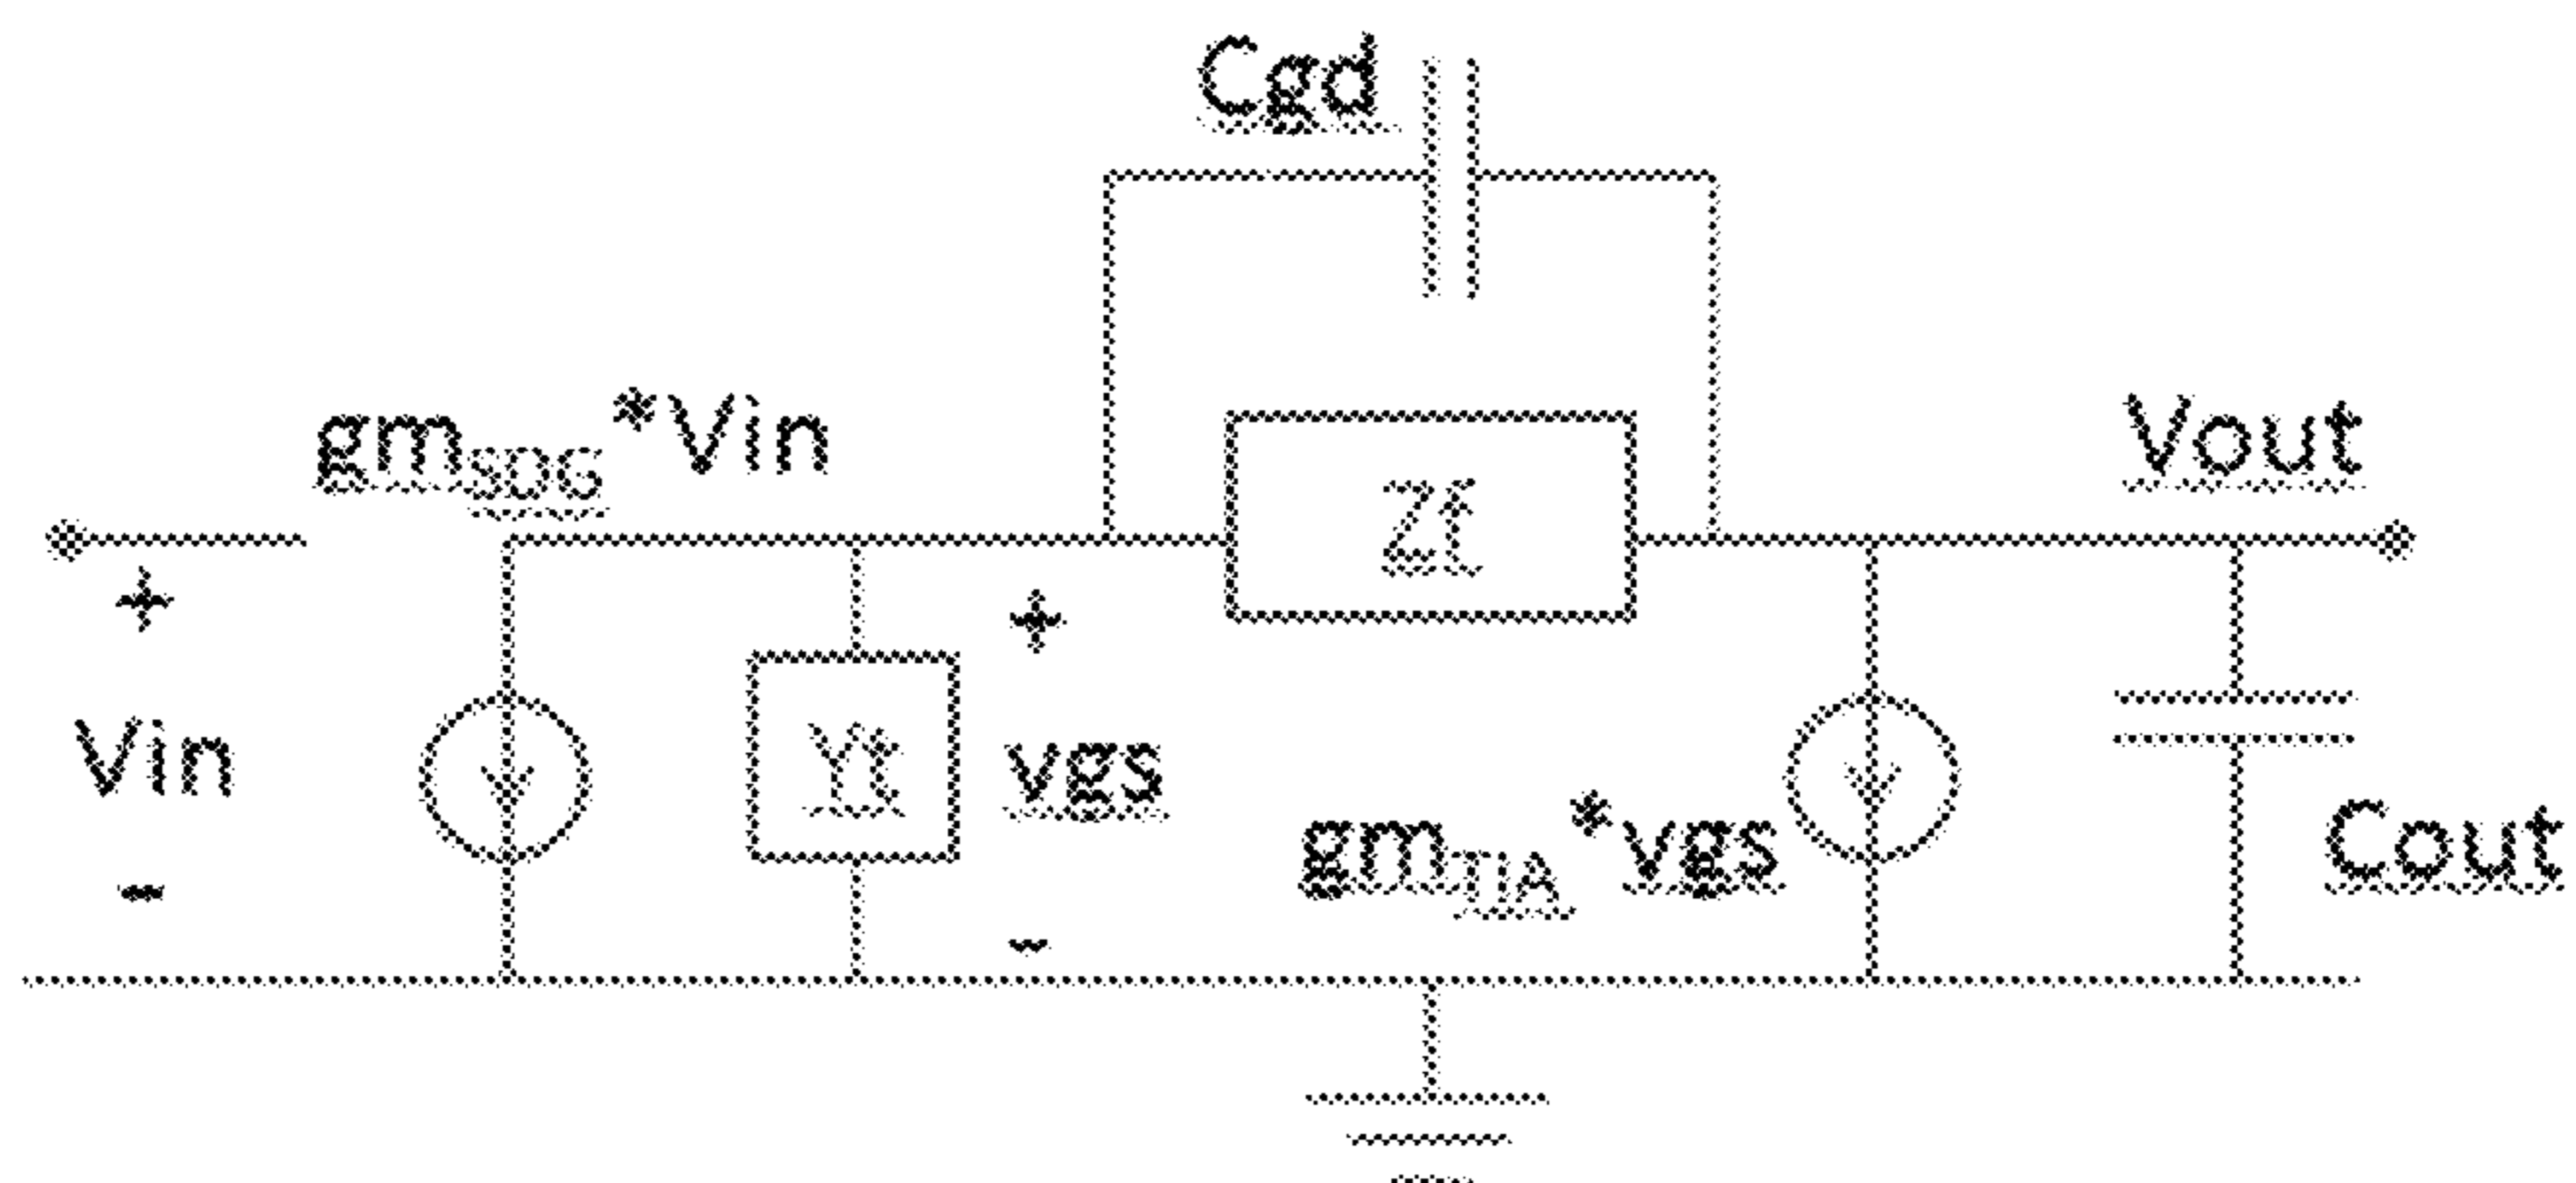 Cgd
gmSDG*Vin
Vout
Zf
+
+
Vin
Yt
vgs
gmTIA*vgs
Cout
-
-